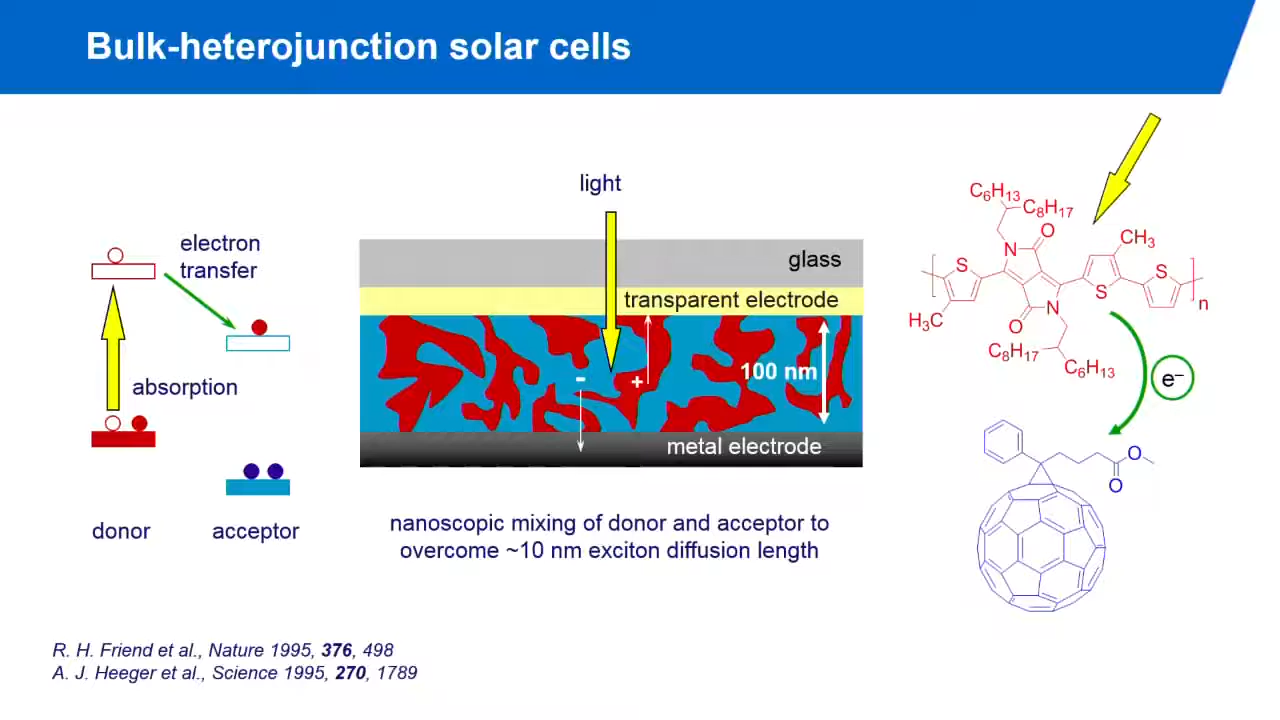 Bulk-heterojunction solar cells
electron
transfer
absorption
donor
acceptor
light
glass
transparent electrode
100 nm
-
+
metal electrode
nanoscopic mixing of donor and acceptor to
overcome ~10 nm exciton diffusion length
C₆H₁₃
C₈H₁₇
N
O
CH₃
S
S
S
n
H₃C
O
N
C₈H₁₇
C₆H₁₃
e⁻
O
O
R. H. Friend et al., Nature 1995, 376, 498
A. J. Heeger et al., Science 1995, 270, 1789